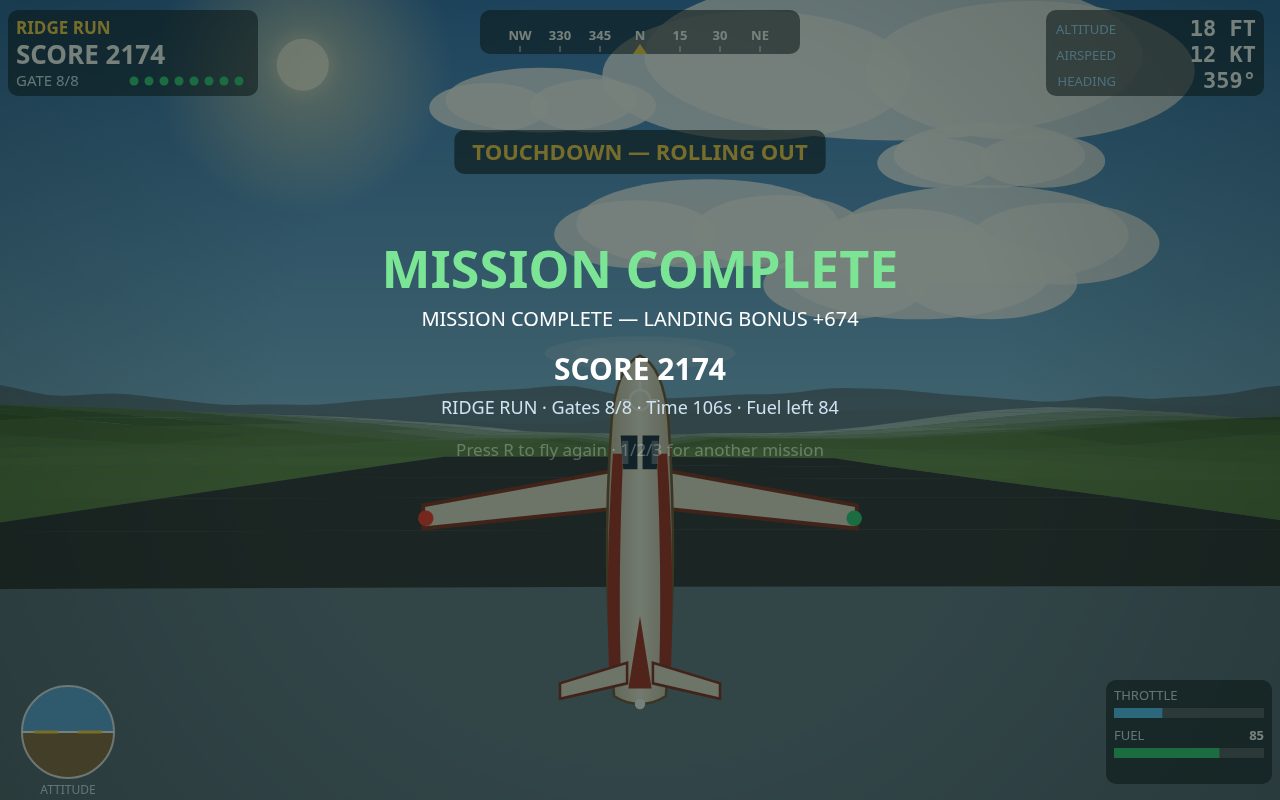 RIDGE RUN
SCORE 2174
GATE 8/8
NW 330 345 N 15 30 NE
ALTITUDE 18 FT
AIRSPEED 12 KT
HEADING 359°
TOUCHDOWN — ROLLING OUT
MISSION COMPLETE
MISSION COMPLETE — LANDING BONUS +674
SCORE 2174
RIDGE RUN · Gates 8/8 · Time 106s · Fuel left 84
Press R to fly again · 1/2/3 for another mission
ATTITUDE
THROTTLE
FUEL 85